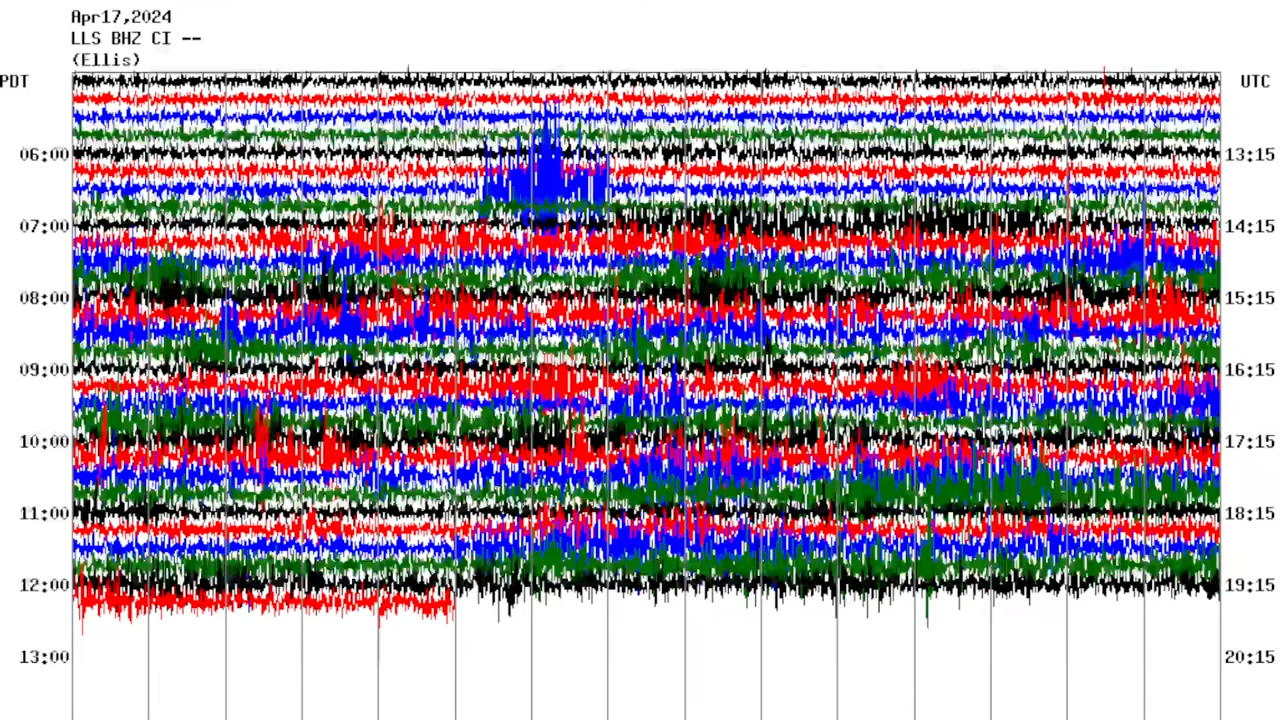 Apr17,2024
LLS BHZ CI --
(Ellis)
PDT UTC
06:00 13:15
07:00 14:15
08:00 15:15
09:00 16:15
10:00 17:15
11:00 18:15
12:00 19:15
13:00 20:15